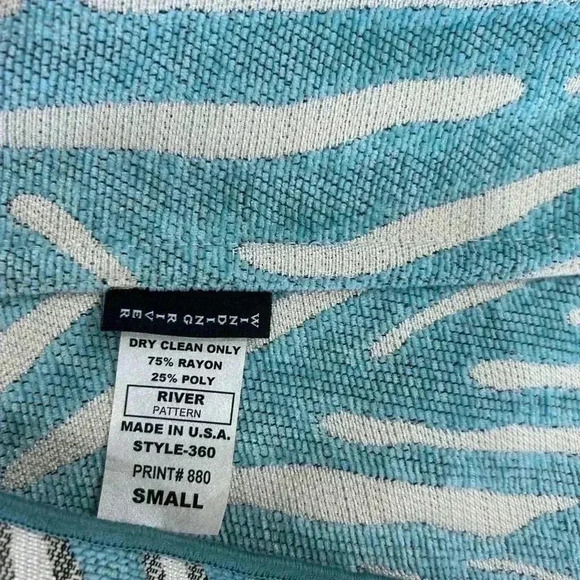 WINDING RIVER
DRY CLEAN ONLY
75% RAYON
25% POLY
RIVER
PATTERN
MADE IN U.S.A.
STYLE-360
PRINT# 880
SMALL